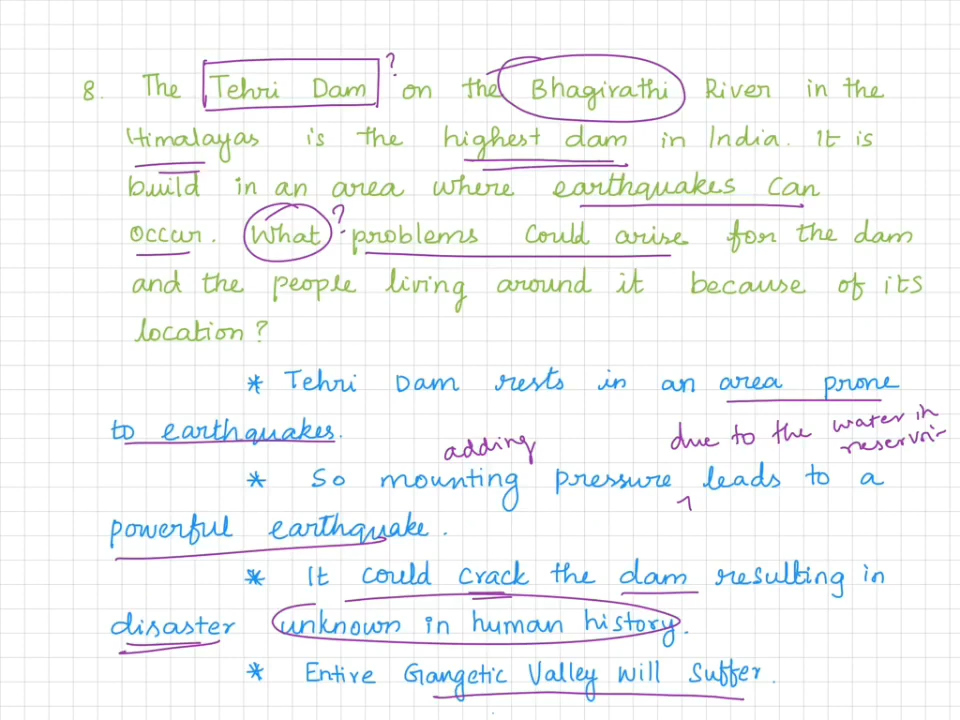 8. The Tehri Dam ? on the Bhagirathi River in the
Himalayas is the highest dam in India. It is
build in an area where earthquakes can
occur. What ? problems could arise for the dam
and the people living around it because of its
location?
* Tehri Dam rests in an area prone
to earthquakes.
adding due to the water in
reservoir
* So mounting pressure leads to a
powerful earthquake.
* It could crack the dam resulting in
disaster unknown in human history.
* Entire Gangetic Valley will suffer.